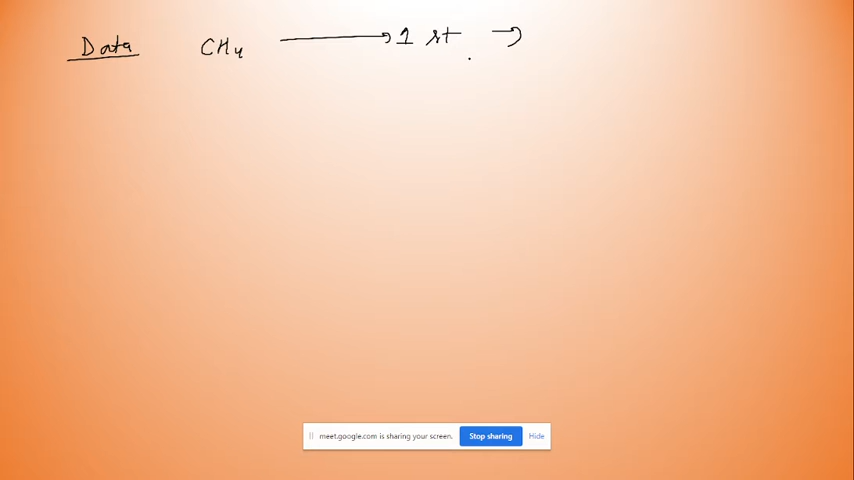 Data CH4 → 1 st →
meet.google.com is sharing your screen. Stop sharing Hide